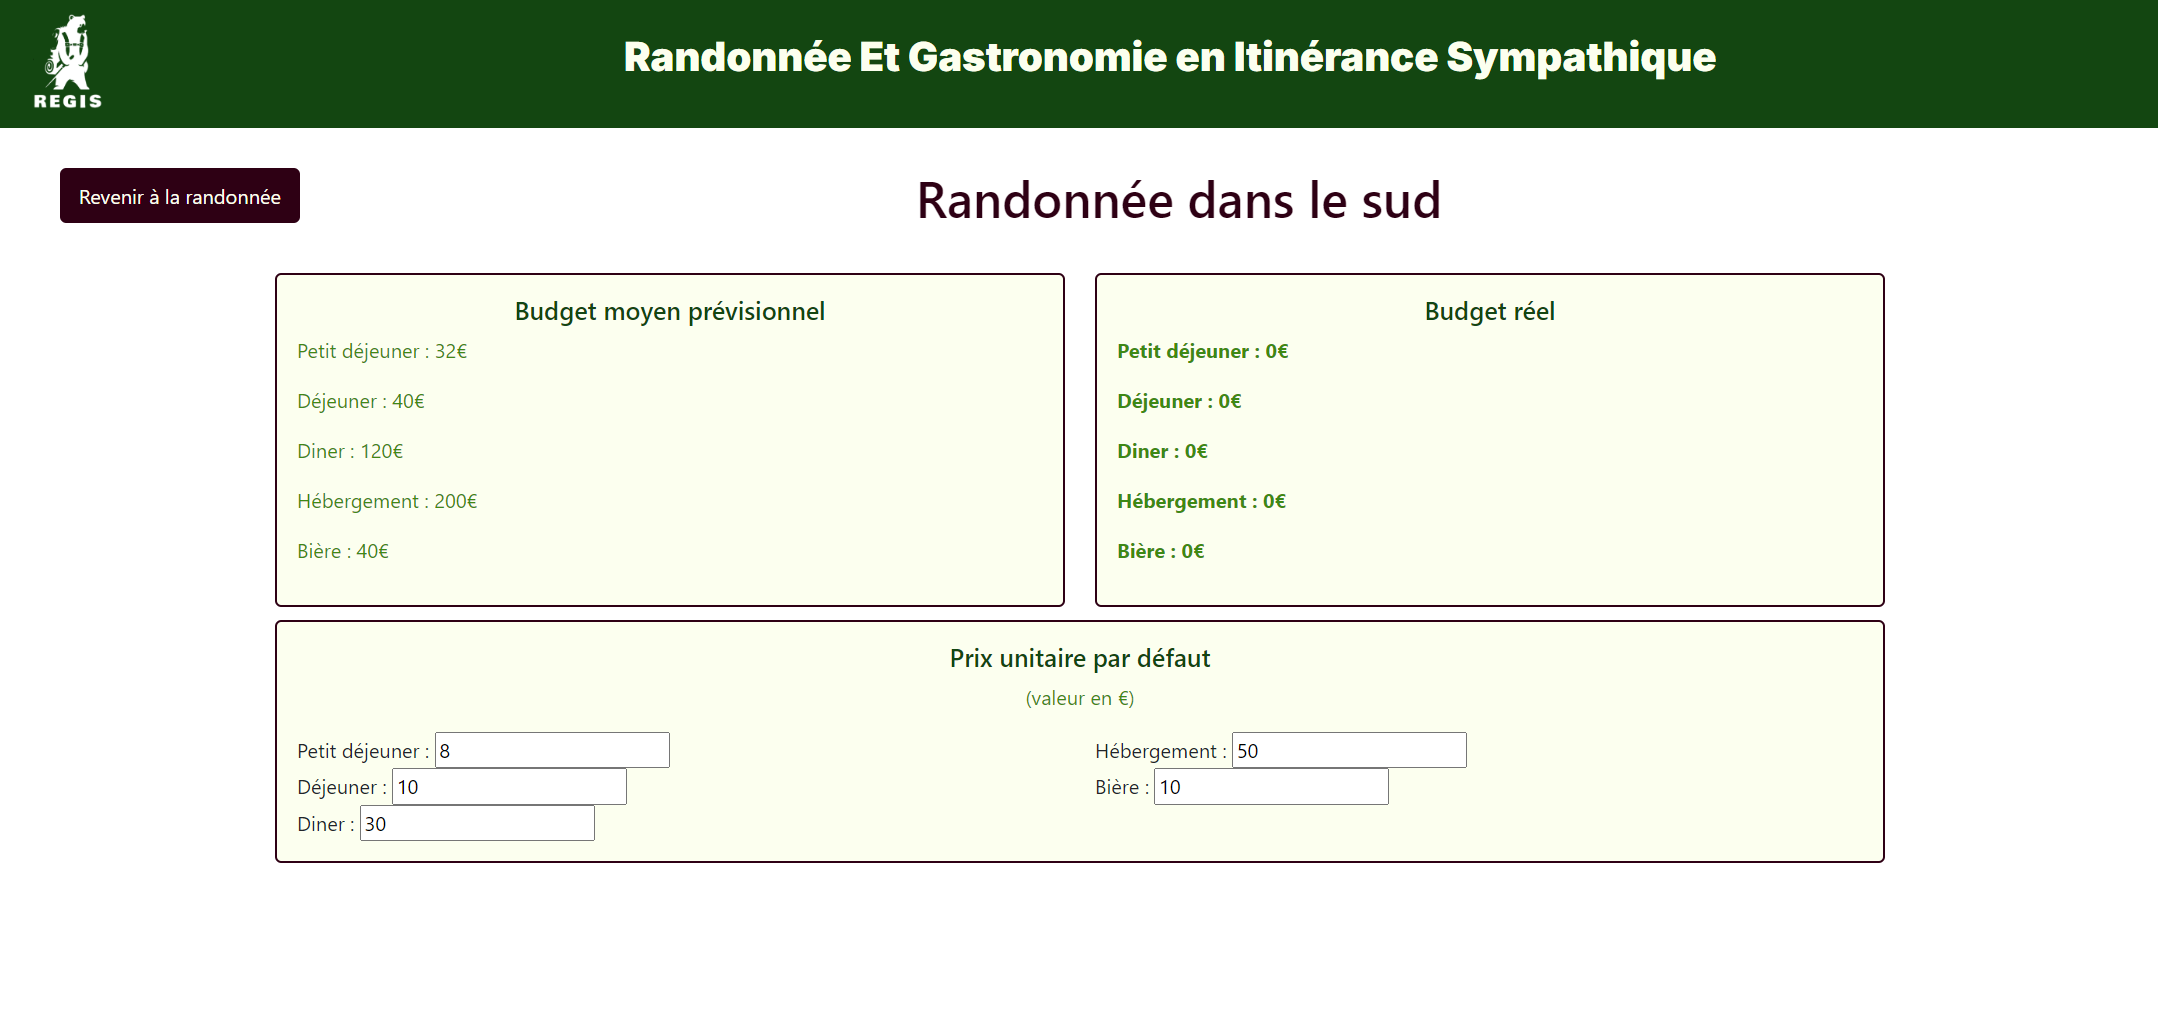 REGIS
Randonnée Et Gastronomie en Itinérance Sympathique
Revenir à la randonnée
Randonnée dans le sud
Budget moyen prévisionnel
Petit déjeuner : 32€
Déjeuner : 40€
Diner : 120€
Hébergement : 200€
Bière : 40€
Budget réel
Petit déjeuner : 0€
Déjeuner : 0€
Diner : 0€
Hébergement : 0€
Bière : 0€
Prix unitaire par défaut
(valeur en €)
Petit déjeuner : 8
Déjeuner : 10
Diner : 30
Hébergement : 50
Bière : 10